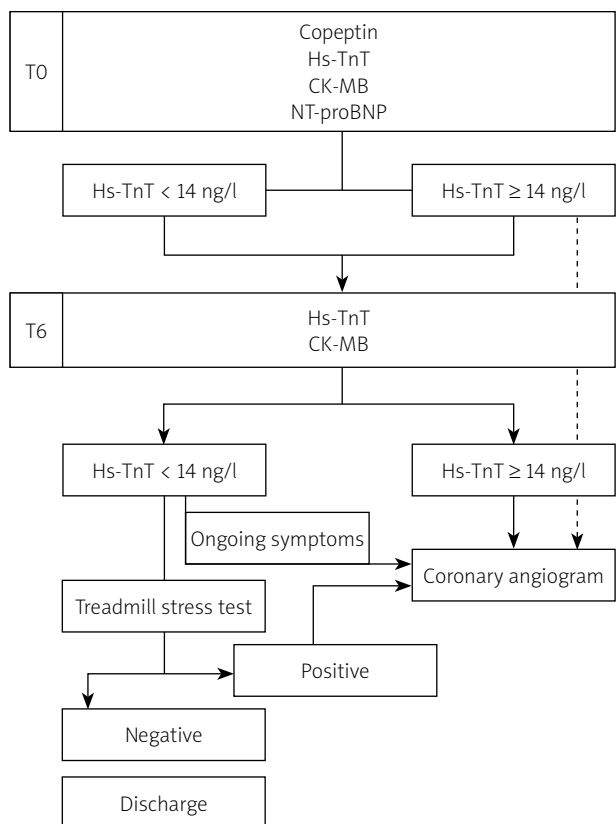 T0
Copeptin
Hs-TnT
CK-MB
NT-proBNP
Hs-TnT < 14 ng/l
Hs-TnT ≥ 14 ng/l
T6
Hs-TnT
CK-MB
Hs-TnT < 14 ng/l
Hs-TnT ≥ 14 ng/l
Ongoing symptoms
Coronary angiogram
Treadmill stress test
Positive
Negative
Discharge